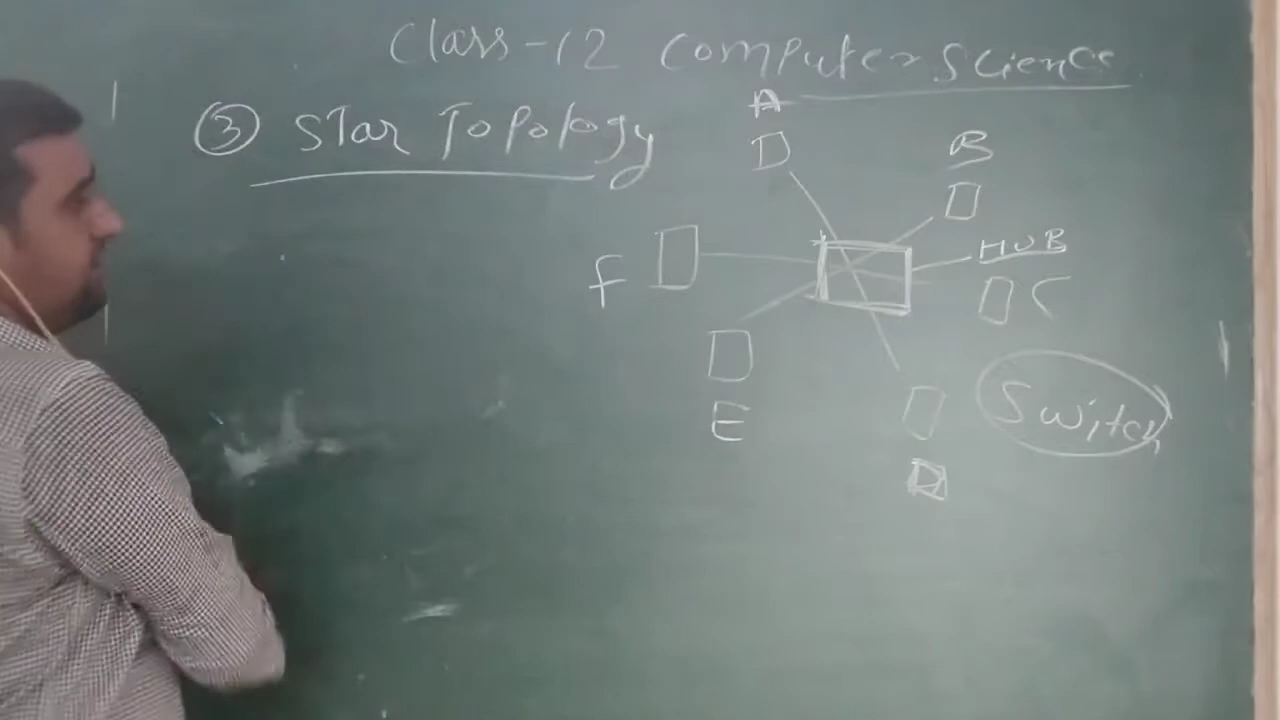 Class-12 Computer Science
③ Star Topology
A
B
HUB
C
F
E
D
Switch